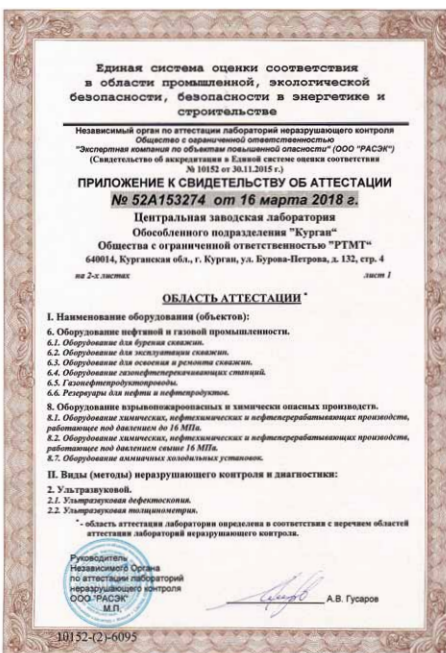 Единая система оценки соответствия
в области промышленной, экологической
безопасности, безопасности в энергетике и
строительстве
Независимый орган по аттестации лабораторий неразрушающего контроля
Общество с ограниченной ответственностью
"Экспертная компания по объектам повышенной опасности" (ООО "РАСЭК")
(Свидетельство об аккредитации в Единой системе оценки соответствия
№ 10152 от 30.11.2015 г.)
ПРИЛОЖЕНИЕ К СВИДЕТЕЛЬСТВУ ОБ АТТЕСТАЦИИ
№ 52А153274 от 16 марта 2018 г.
Центральная заводская лаборатория
Обособленного подразделения "Курган"
Общества с ограниченной ответственностью "РТМТ"
640014, Курганская обл., г. Курган, ул. Бурова-Петрова, д. 132, стр. 4
на 2-х листах лист 1
ОБЛАСТЬ АТТЕСТАЦИИ *
I. Наименование оборудования (объектов):
6. Оборудование нефтяной и газовой промышленности.
6.1. Оборудование для бурения скважин.
6.2. Оборудование для эксплуатации скважин.
6.3. Оборудование для освоения и ремонта скважин.
6.4. Оборудование газонефтеперекачивающих станций.
6.5. Газонефтепродуктопроводы.
6.6. Резервуары для нефти и нефтепродуктов.
8. Оборудование взрывопожароопасных и химически опасных производств.
8.1. Оборудование химических, нефтехимических и нефтеперерабатывающих производств,
работающее под давлением до 16 МПа.
8.2. Оборудование химических, нефтехимических и нефтеперерабатывающих производств,
работающее под давлением свыше 16 МПа.
8.7. Оборудование аммиачных холодильных установок.
II. Виды (методы) неразрушающего контроля и диагностики:
2. Ультразвуковой.
2.1. Ультразвуковая дефектоскопия.
2.2. Ультразвуковая толщинометрия.
* - область аттестации лаборатории определена в соответствии с перечнем областей
аттестации лабораторий неразрушающего контроля.
Руководитель
Независимого Органа
по аттестации лабораторий
неразрушающего контроля
ООО "РАСЭК"
М.П.
А.В. Гусаров
10152-(2)-6095